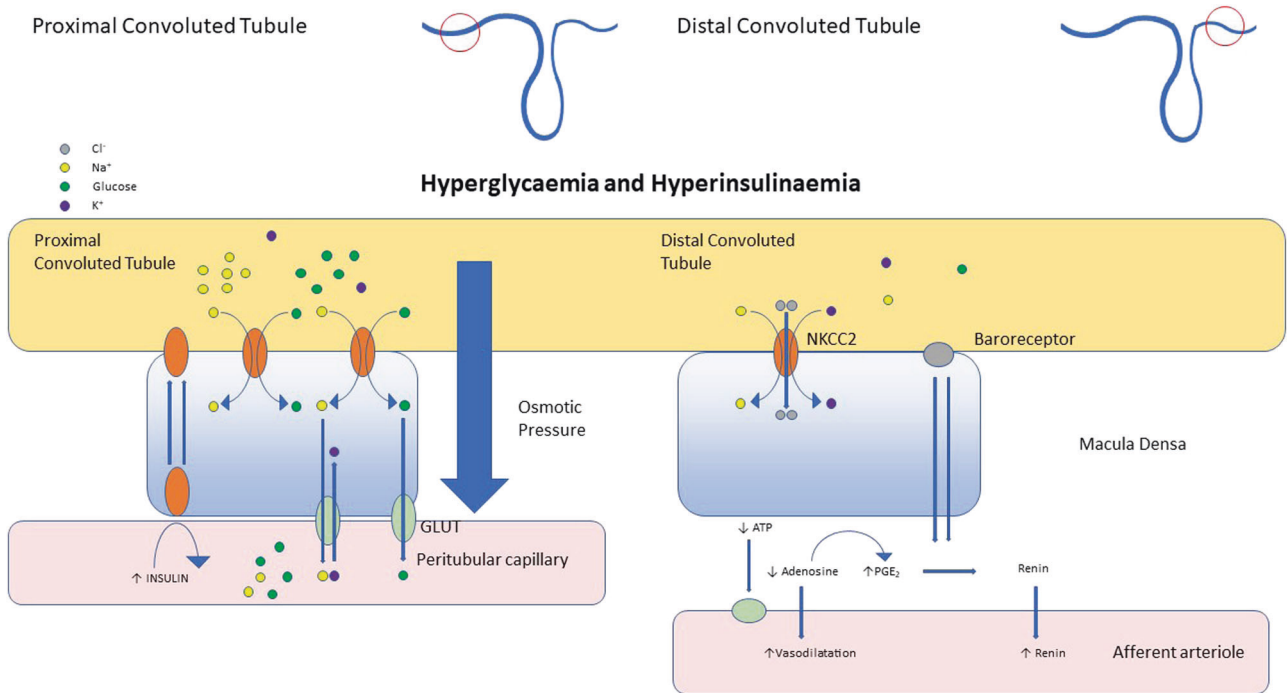 Proximal Convoluted Tubule
Distal Convoluted Tubule
Cl⁻
Na⁺
Glucose
K⁺
Hyperglycaemia and Hyperinsulinaemia
Proximal
Convoluted Tubule
Distal Convoluted
Tubule
NKCC2
Baroreceptor
Osmotic
Pressure
Macula Densa
GLUT
Peritubular capillary
↑ INSULIN
↓ ATP
↓ Adenosine
↑PGE₂
Renin
↑Vasodilatation
↑ Renin
Afferent arteriole